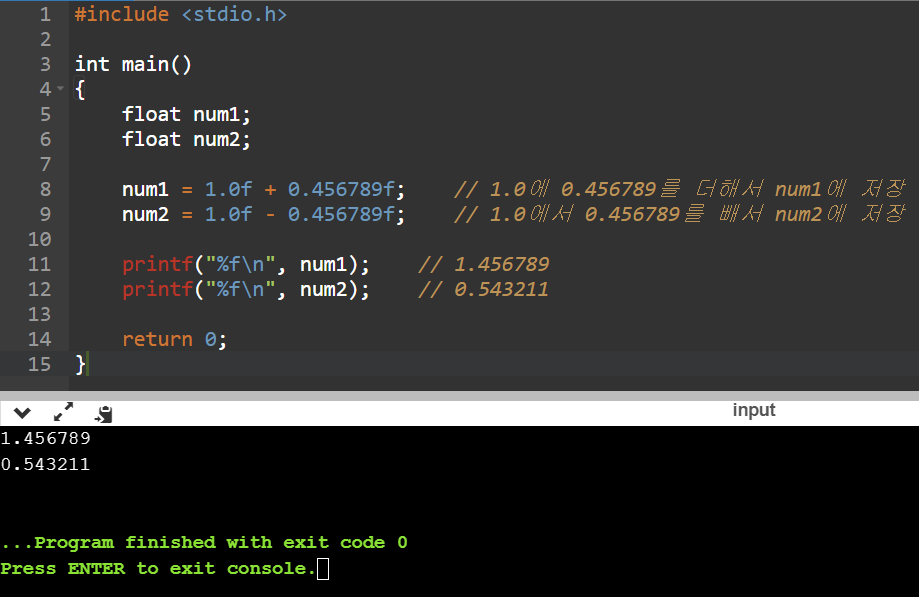 1 #include <stdio.h>
2
3 int main()
4 {
5     float num1;
6     float num2;
7
8     num1 = 1.0f + 0.456789f;    // 1.0에 0.456789를 더해서 num1에 저장
9     num2 = 1.0f - 0.456789f;    // 1.0에서 0.456789를 빼서 num2에 저장
10
11     printf("%f\n", num1);    // 1.456789
12     printf("%f\n", num2);    // 0.543211
13
14     return 0;
15 }
input
1.456789
0.543211
...Program finished with exit code 0
Press ENTER to exit console.